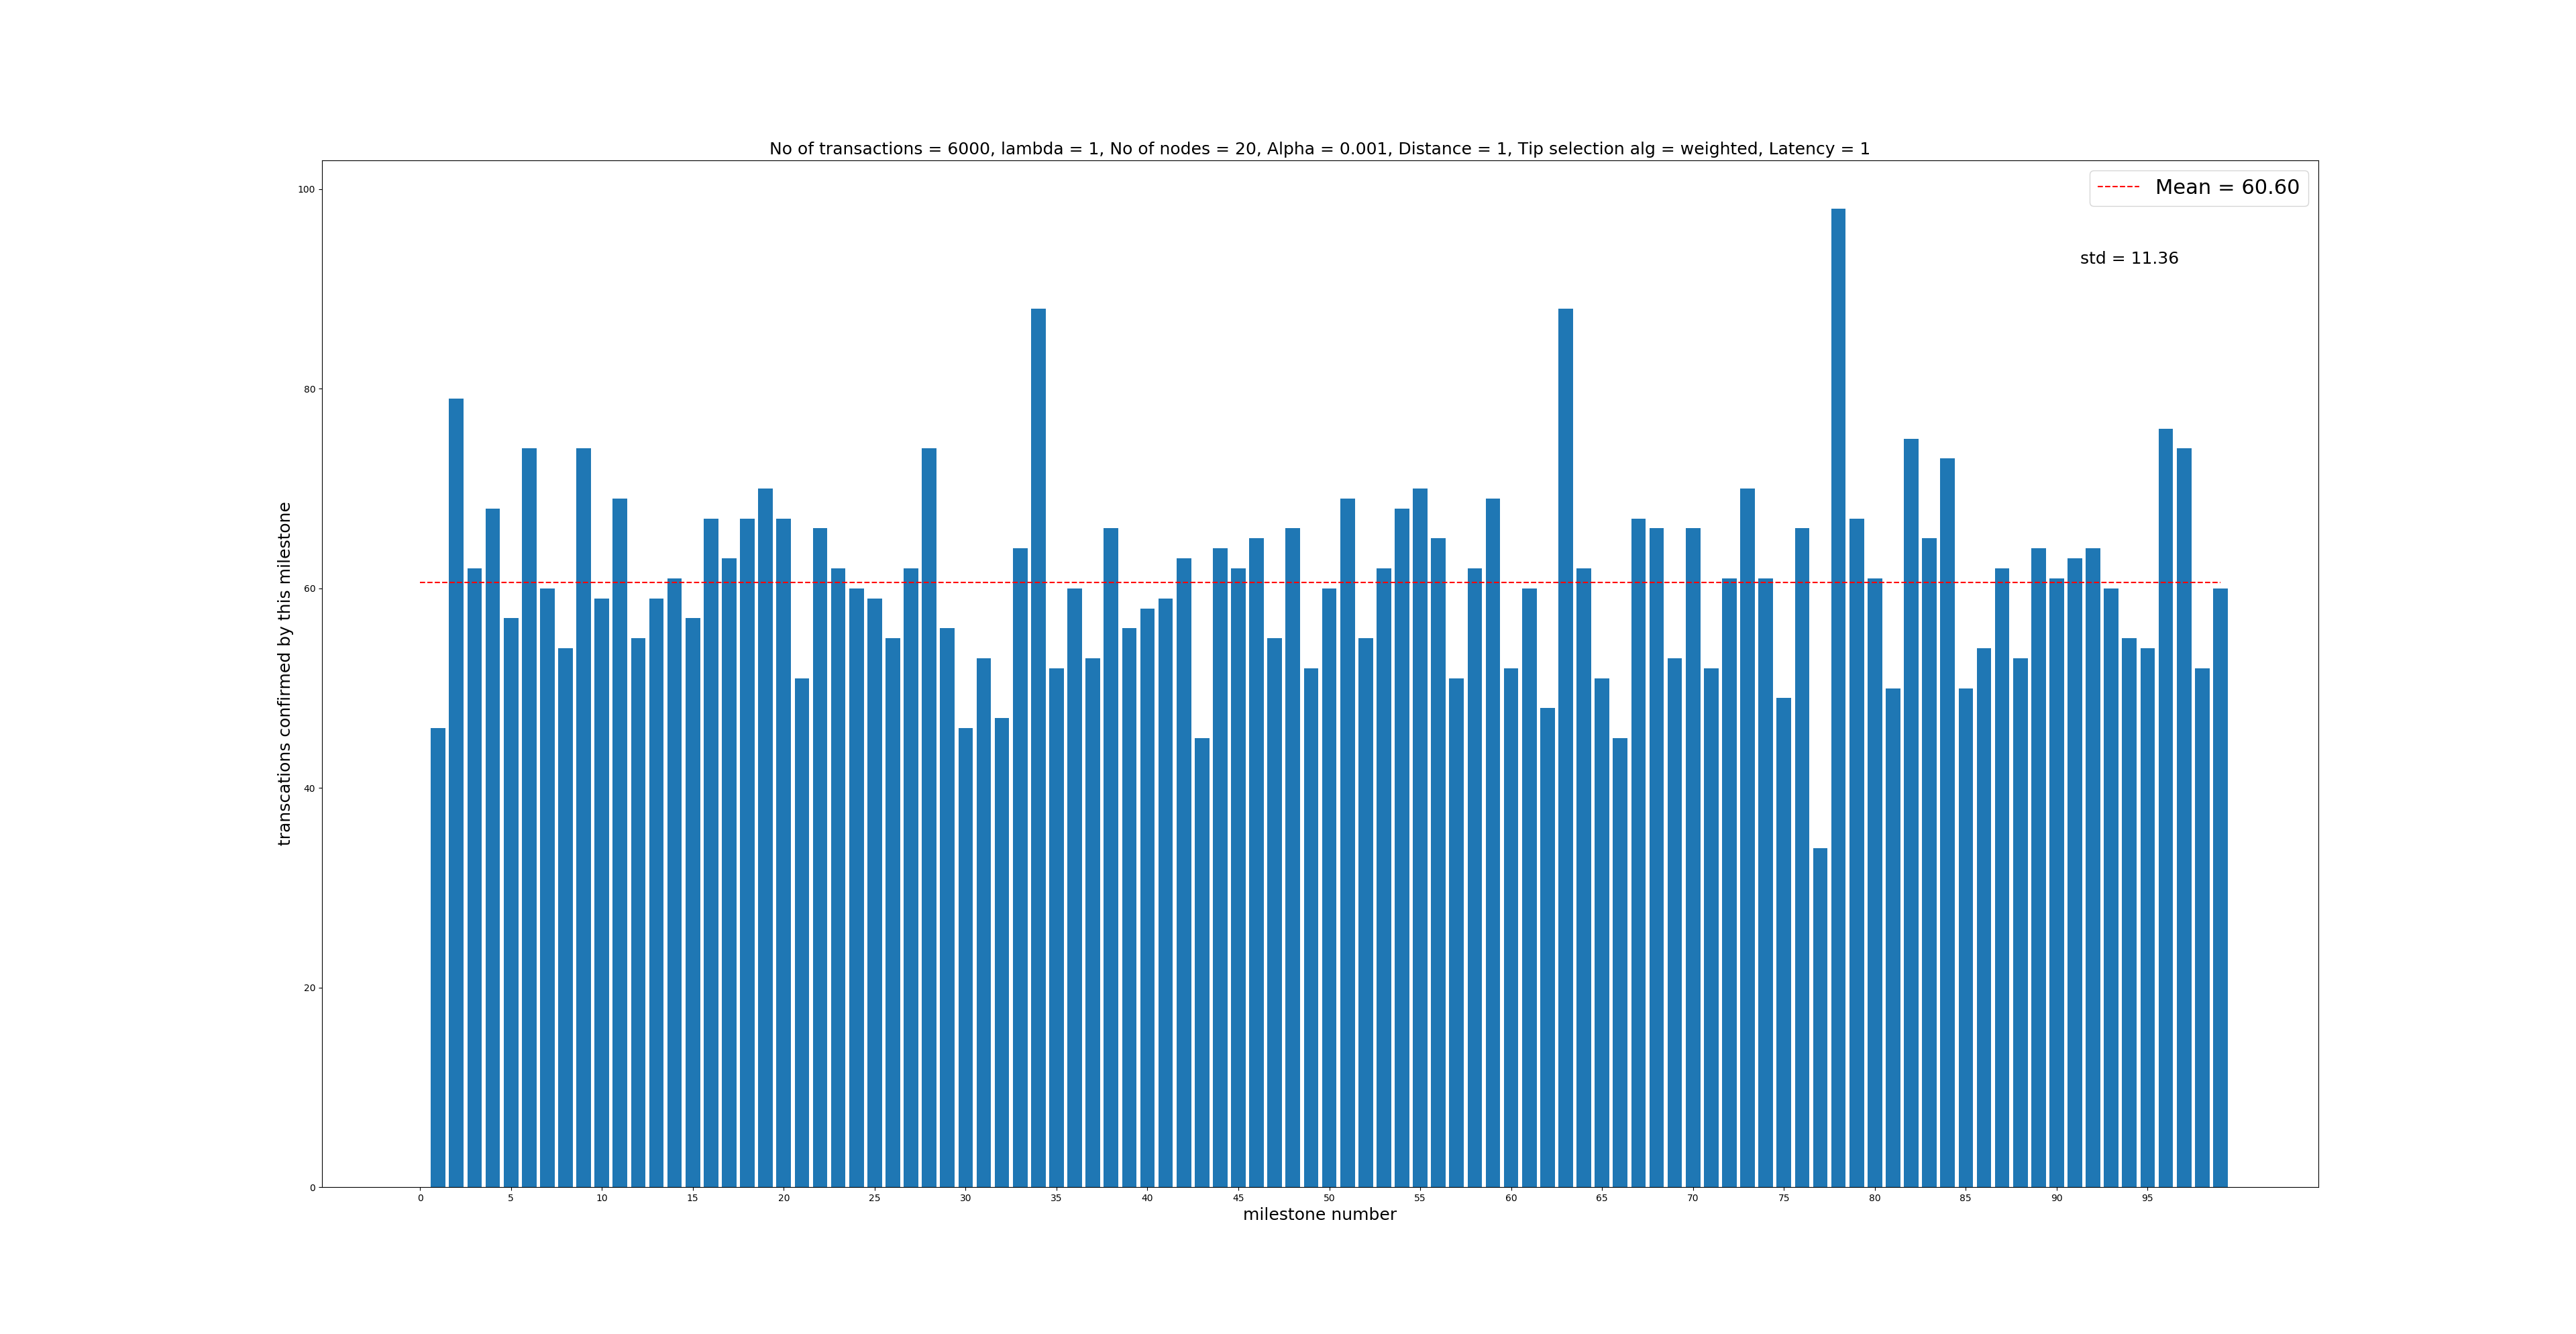 No of transactions = 6000, lambda = 1, No of nodes = 20, Alpha = 0.001, Distance = 1, Tip selection alg = weighted, Latency = 1
Mean = 60.60
std = 11.36
transcations confirmed by this milestone
100
80
60
40
20
0
0 5 10 15 20 25 30 35 40 45 50 55 60 65 70 75 80 85 90 95
milestone number